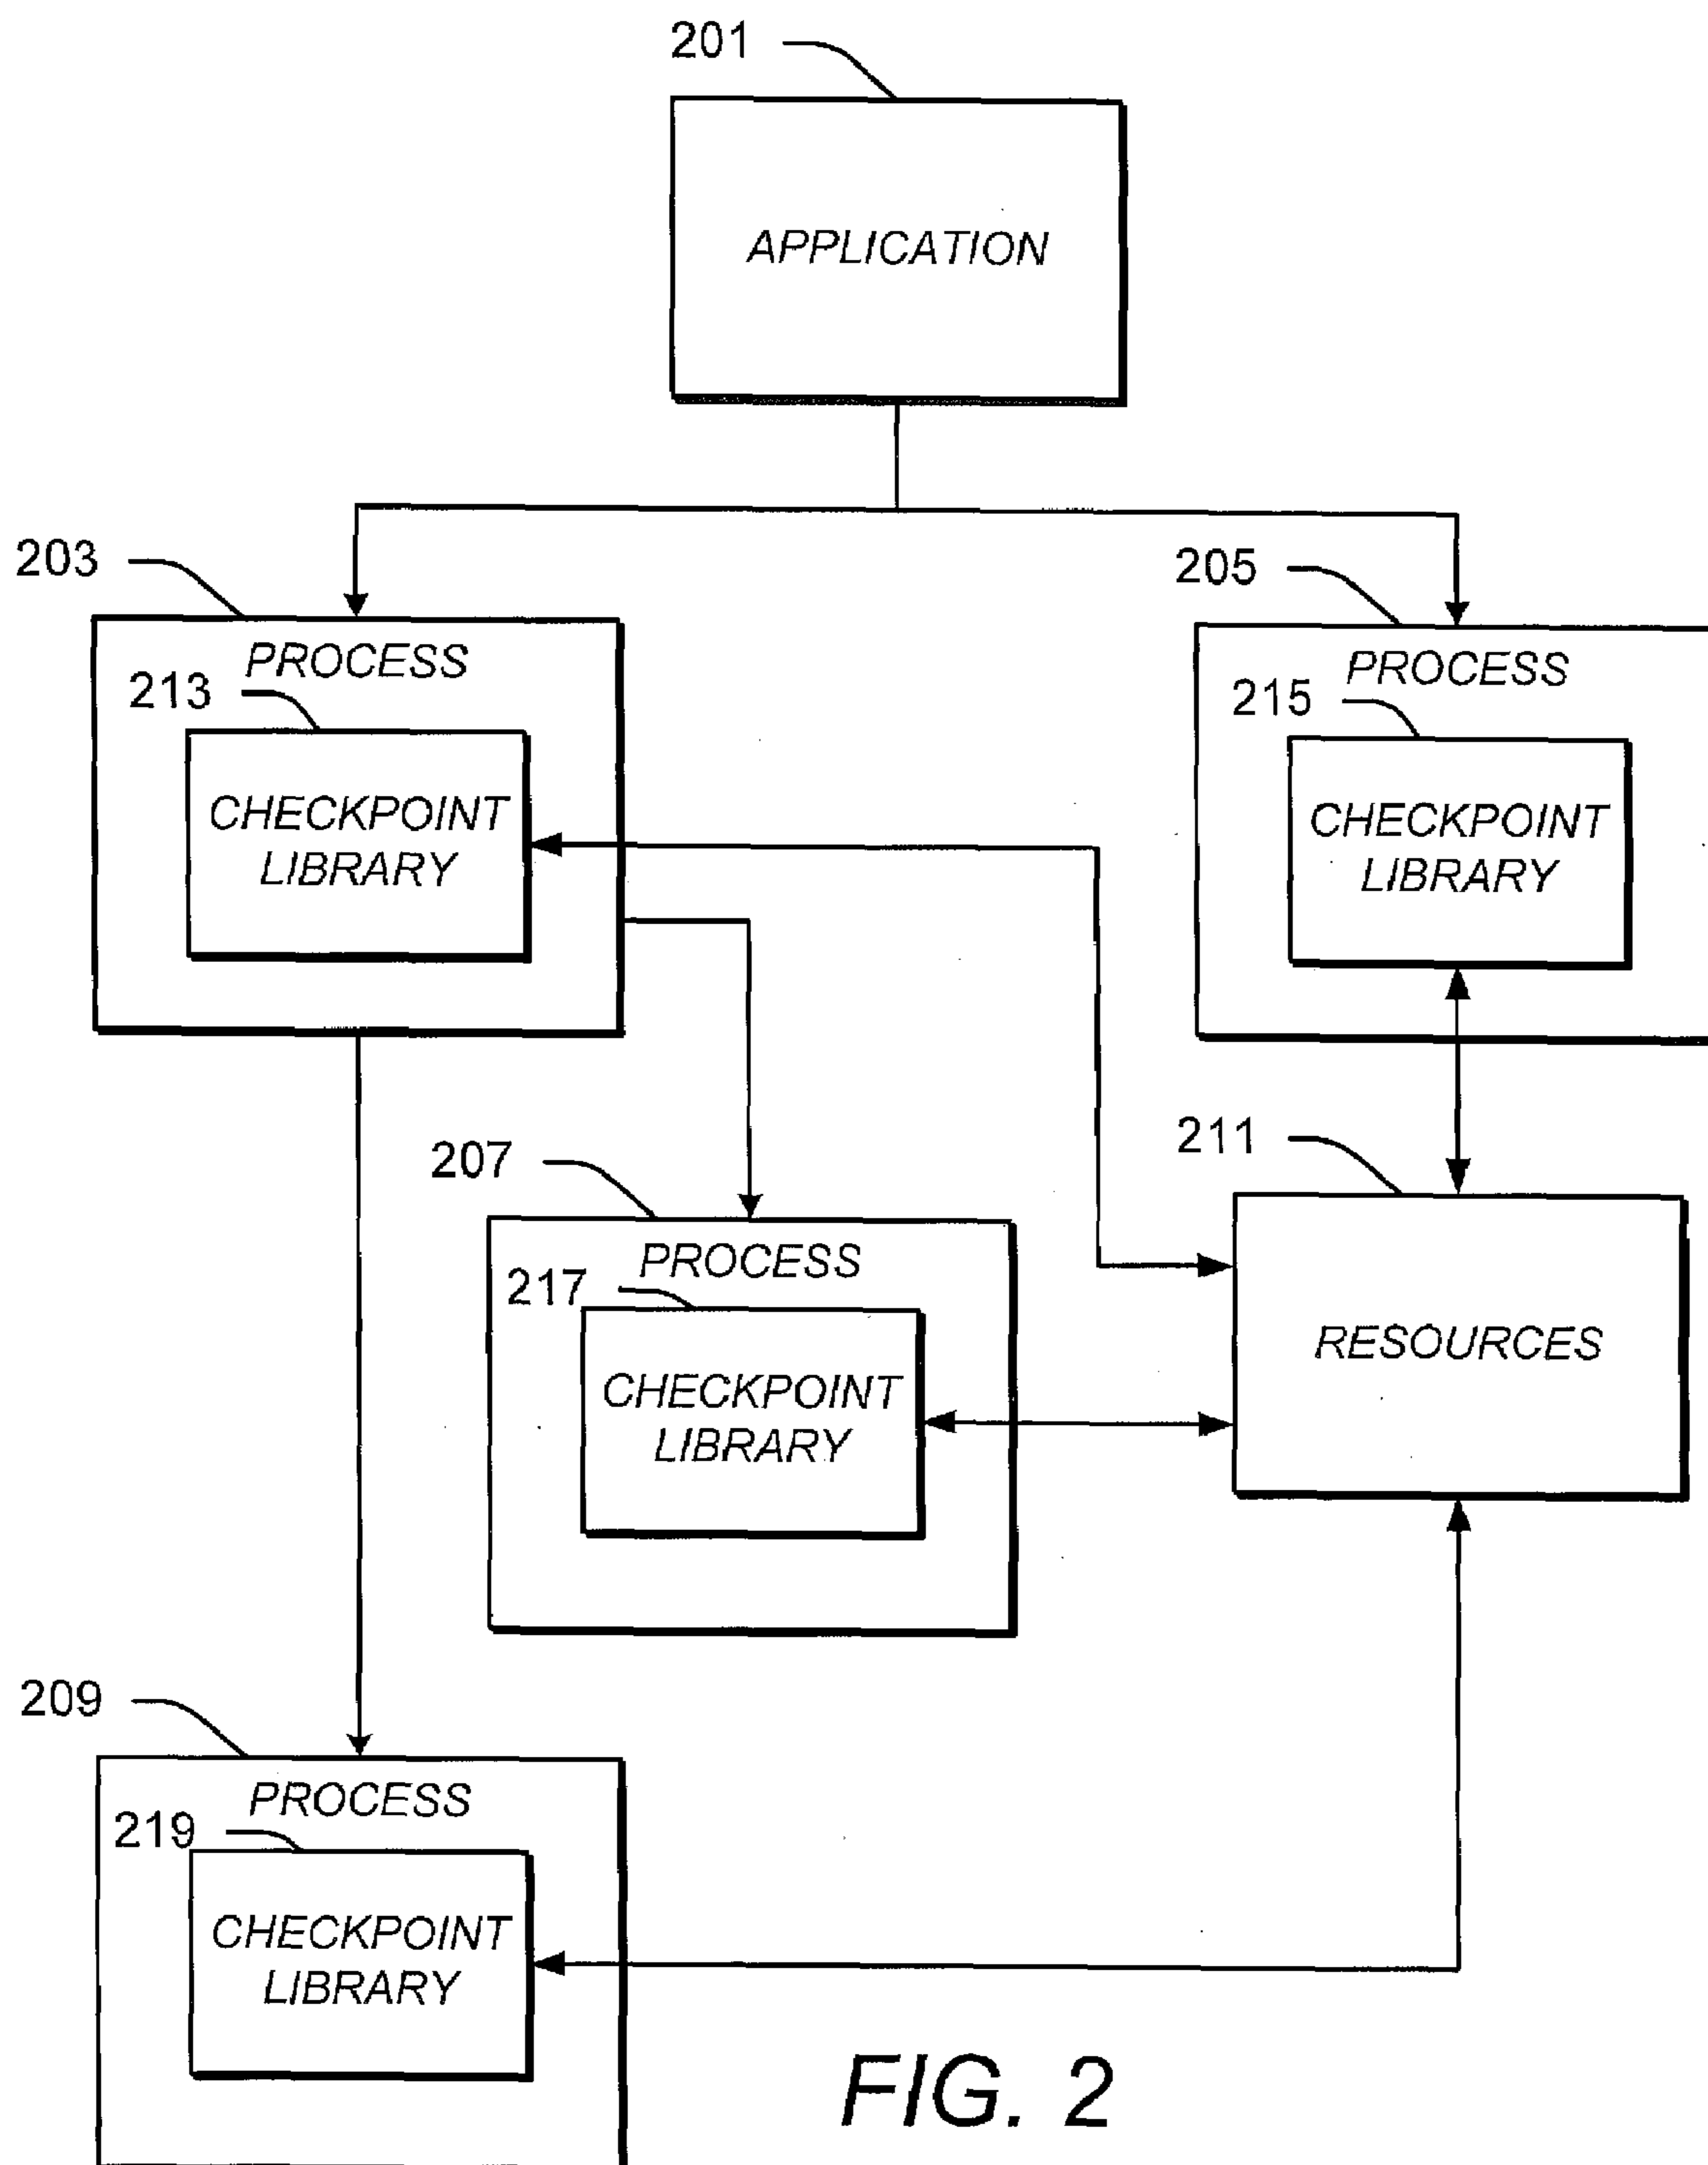 201
APPLICATION
203
PROCESS
213
CHECKPOINT
LIBRARY
205
PROCESS
215
CHECKPOINT
LIBRARY
207
PROCESS
217
CHECKPOINT
LIBRARY
211
RESOURCES
209
PROCESS
219
CHECKPOINT
LIBRARY
FIG. 2